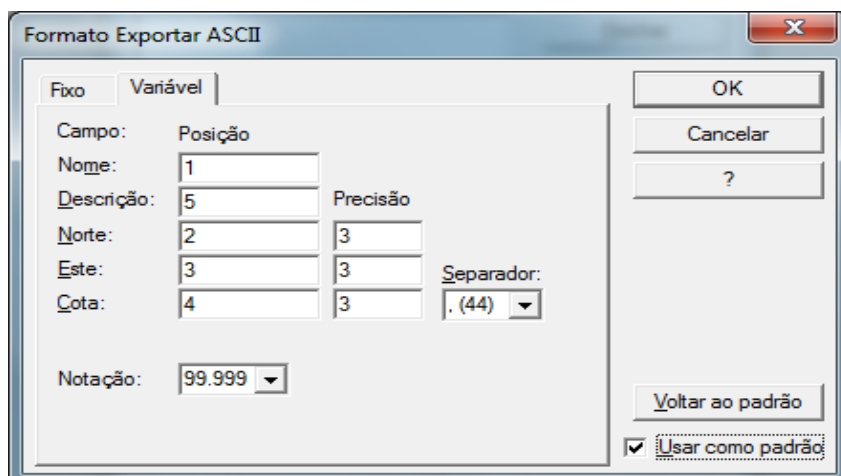 Formato Exportar ASCII
Fixo Variável OK
Campo: Posição Cancelar
Nome: 1 ?
Descrição: 5 Precisão
Norte: 2 3
Este: 3 3 Separador:
Cota: 4 3 , (44)
Notação: 99.999
Voltar ao padrão
Usar como padrão